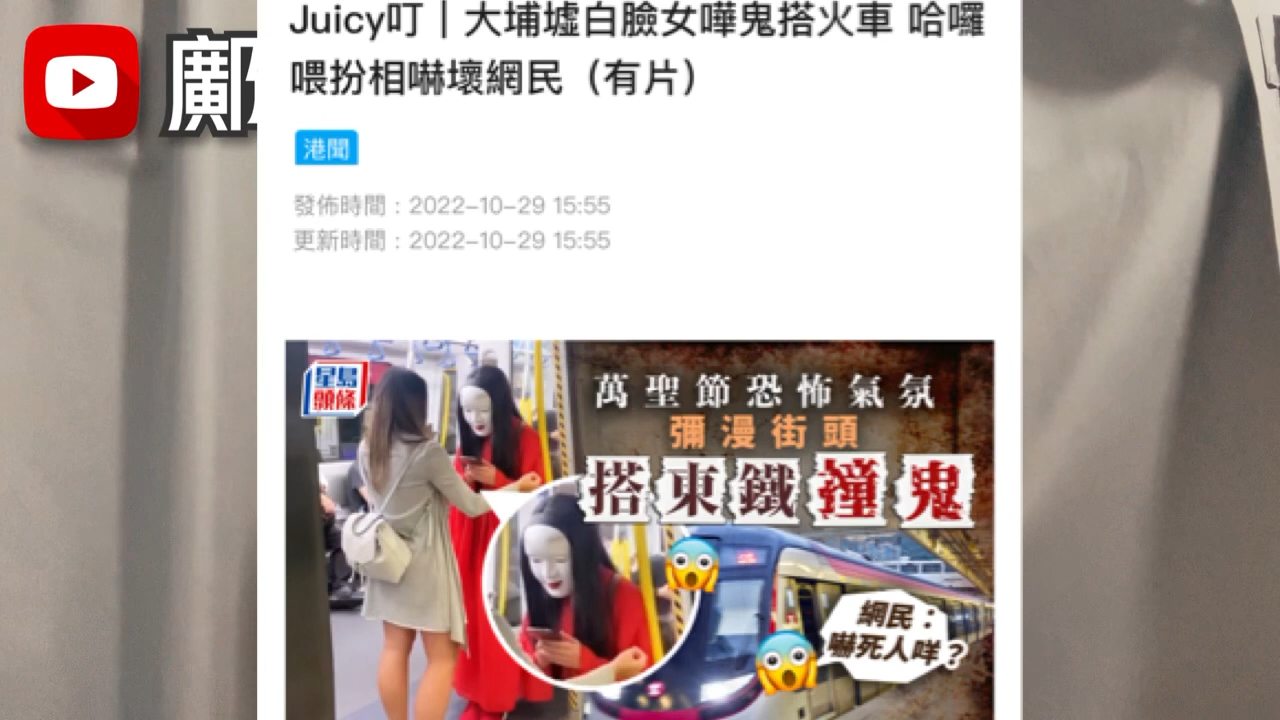 廣
Juicy叮｜大埔墟白臉女嘩鬼搭火車 哈囉
喂扮相嚇壞網民（有片）
港聞
發佈時間：2022-10-29 15:55
更新時間：2022-10-29 15:55
星島
頭條
萬聖節恐怖氣氛
彌漫街頭
搭東鐵撞鬼
網民：
嚇死人咩？